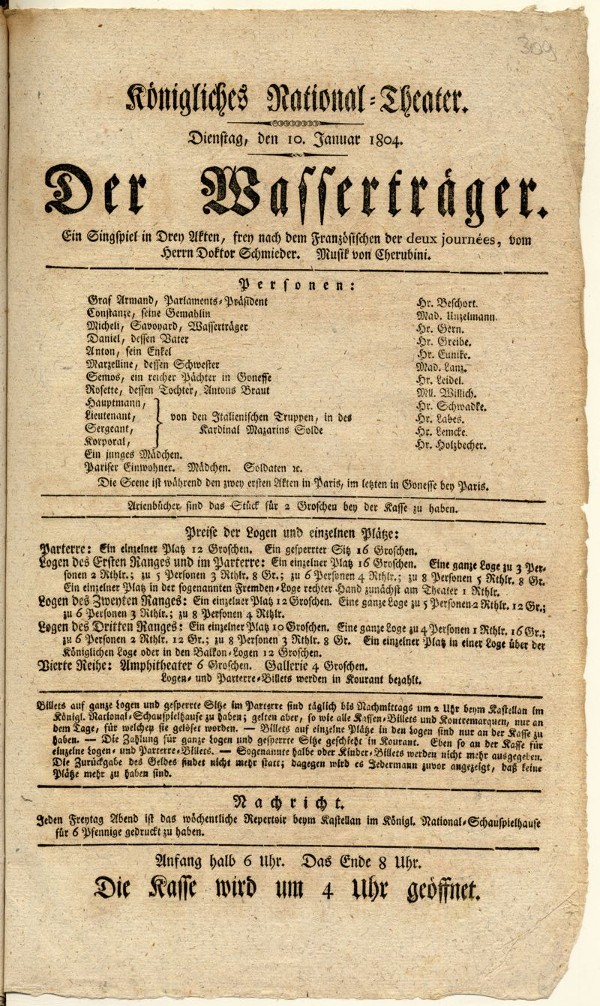 309
Königliches National-Theater.
Dienstag, den 10. Januar 1804.
Der Wasserträger.
Ein Singspiel in Drey Akten, frey nach dem Französischen der deux journées, vom
Herrn Doktor Schmieder. Musik von Cherubini.
Personen:
Graf Armand, Parlaments-Präsident Hr. Beschort.
Constanze, seine Gemahlin Mad. Unzelmann.
Micheli, Savoyard, Wasserträger Hr. Gern.
Daniel, dessen Vater Hr. Greibe.
Anton, sein Enkel Hr. Eunike.
Marzelline, dessen Schwester Mad. Lanz.
Semos, ein reicher Pächter in Gonesse Hr. Leidel.
Rosette, dessen Tochter, Antons Braut Mll. Willich.
Hauptmann, Hr. Schwadke.
Lieutenant, von den Italienischen Truppen, in des Hr. Labes.
Sergeant, Kardinal Mazarins Solde Hr. Lemcke.
Korporal, Hr. Holzbecher.
Ein junges Mädchen.
Pariser Einwohner. Mädchen. Soldaten ꝛc.
Die Scene ist während den zwey ersten Akten in Paris, im letzten in Gonesse bey Paris.
Arienbücher sind das Stück für 2 Groschen bey der Kasse zu haben.
Preise der Logen und einzelnen Plätze:
Parterre: Ein einzelner Platz 12 Groschen. Ein gesperrter Sitz 16 Groschen.
Logen des Ersten Ranges und im Parterre: Ein einzelner Platz 16 Groschen. Eine ganze Loge zu 3 Per-
sonen 2 Rthlr.; zu 5 Personen 3 Rthlr. 8 Gr.; zu 6 Personen 4 Rthlr.; zu 8 Personen 5 Rthlr. 8 Gr.
Ein einzelner Platz in der sogenannten Fremden-Loge rechter Hand zunächst am Theater 1 Rthlr.
Logen des Zweyten Ranges: Ein einzelner Platz 12 Groschen. Eine ganze Loge zu 5 Personen 2 Rthlr. 12 Gr.;
zu 6 Personen 3 Rthlr.; zu 8 Personen 4 Rthlr.
Logen des Dritten Ranges: Ein einzelner Platz 10 Groschen. Eine ganze Loge zu 4 Personen 1 Rthlr. 16 Gr.;
zu 6 Personen 2 Rthlr. 12 Gr.; zu 8 Personen 3 Rthlr. 8 Gr. Ein einzelner Platz in einer Loge über der
Königlichen Loge oder in den Balkon-Logen 12 Groschen.
Vierte Reihe: Amphitheater 6 Groschen. Gallerie 4 Groschen.
Logen- und Parterre-Billets werden in Kourant bezahlt.
Billets auf ganze Logen und gesperrte Sitze im Parterre sind täglich bis Nachmittags um 2 Uhr beym Kastellan im
Königl. National-Schauspielhause zu haben; gelten aber, so wie alle Kassen-Billets und Kontremarquen, nur an
dem Tage, für welchen sie gelöset worden. — Billets auf einzelne Plätze in den Logen sind nur an der Kasse zu
haben. — Die Zahlung für ganze Logen und gesperrte Sitze geschieht in Kourant. Eben so an der Kasse für
einzelne Logen- und Parterre-Billets. — Sogenannte halbe oder Kinder-Billets werden nicht mehr ausgegeben.
Die Zurückgabe des Geldes findet nicht mehr statt; dagegen wird es Jedermann zuvor angezeigt, daß keine
Plätze mehr zu haben sind.
Nachricht.
Jeden Freytag Abend ist das wöchentliche Repertoir beym Kastellan im Königl. National-Schauspielhause
für 6 Pfennige gedruckt zu haben.
Anfang halb 6 Uhr. Das Ende 8 Uhr.
Die Kasse wird um 4 Uhr geöffnet.